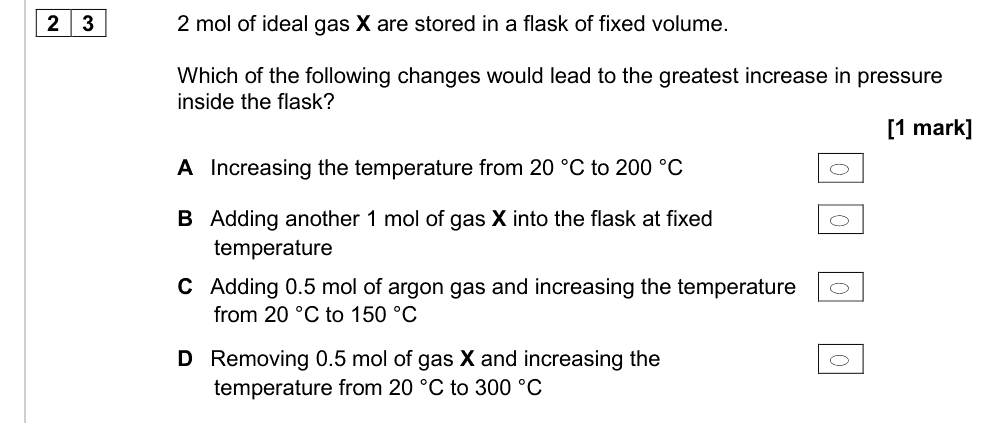 2 3 2 mol of ideal gas X are stored in a flask of fixed volume.
Which of the following changes would lead to the greatest increase in pressure
inside the flask?
[1 mark]
A Increasing the temperature from 20 °C to 200 °C
B Adding another 1 mol of gas X into the flask at fixed
temperature
C Adding 0.5 mol of argon gas and increasing the temperature
from 20 °C to 150 °C
D Removing 0.5 mol of gas X and increasing the
temperature from 20 °C to 300 °C